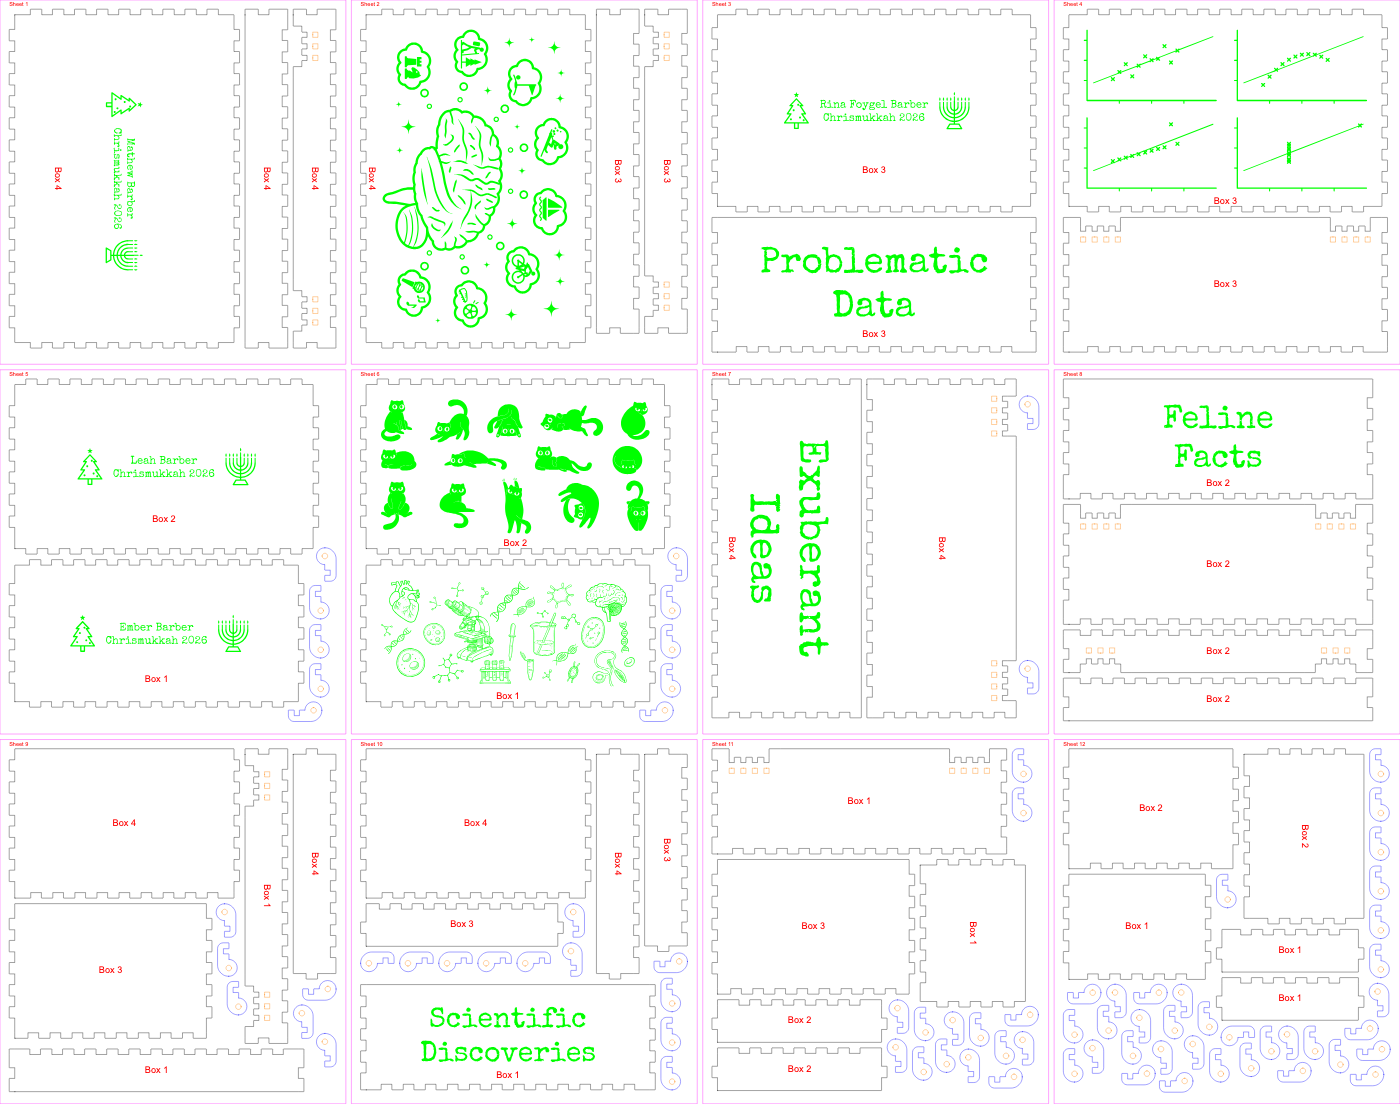 Sheet 1
Box 4
Mathew Barber
Chrismukkah 2026
Box 4
Box 4
Sheet 2
Box 4
Box 3
Box 3
Sheet 3
Rina Foygel Barber
Chrismukkah 2026
Box 3
Problematic
Data
Box 3
Sheet 4
Box 3
Box 3
Sheet 5
Leah Barber
Chrismukkah 2026
Box 2
Ember Barber
Chrismukkah 2026
Box 1
Sheet 6
Box 2
Box 1
Sheet 7
Exuberant
Ideas
Box 4
Box 4
Sheet 8
Feline
Facts
Box 2
Box 2
Box 2
Box 2
Sheet 9
Box 4
Box 1
Box 4
Box 3
Box 1
Sheet 10
Box 4
Box 4
Box 3
Box 3
Scientific
Discoveries
Box 1
Sheet 11
Box 1
Box 3
Box 1
Box 2
Box 2
Sheet 12
Box 2
Box 2
Box 1
Box 1
Box 1